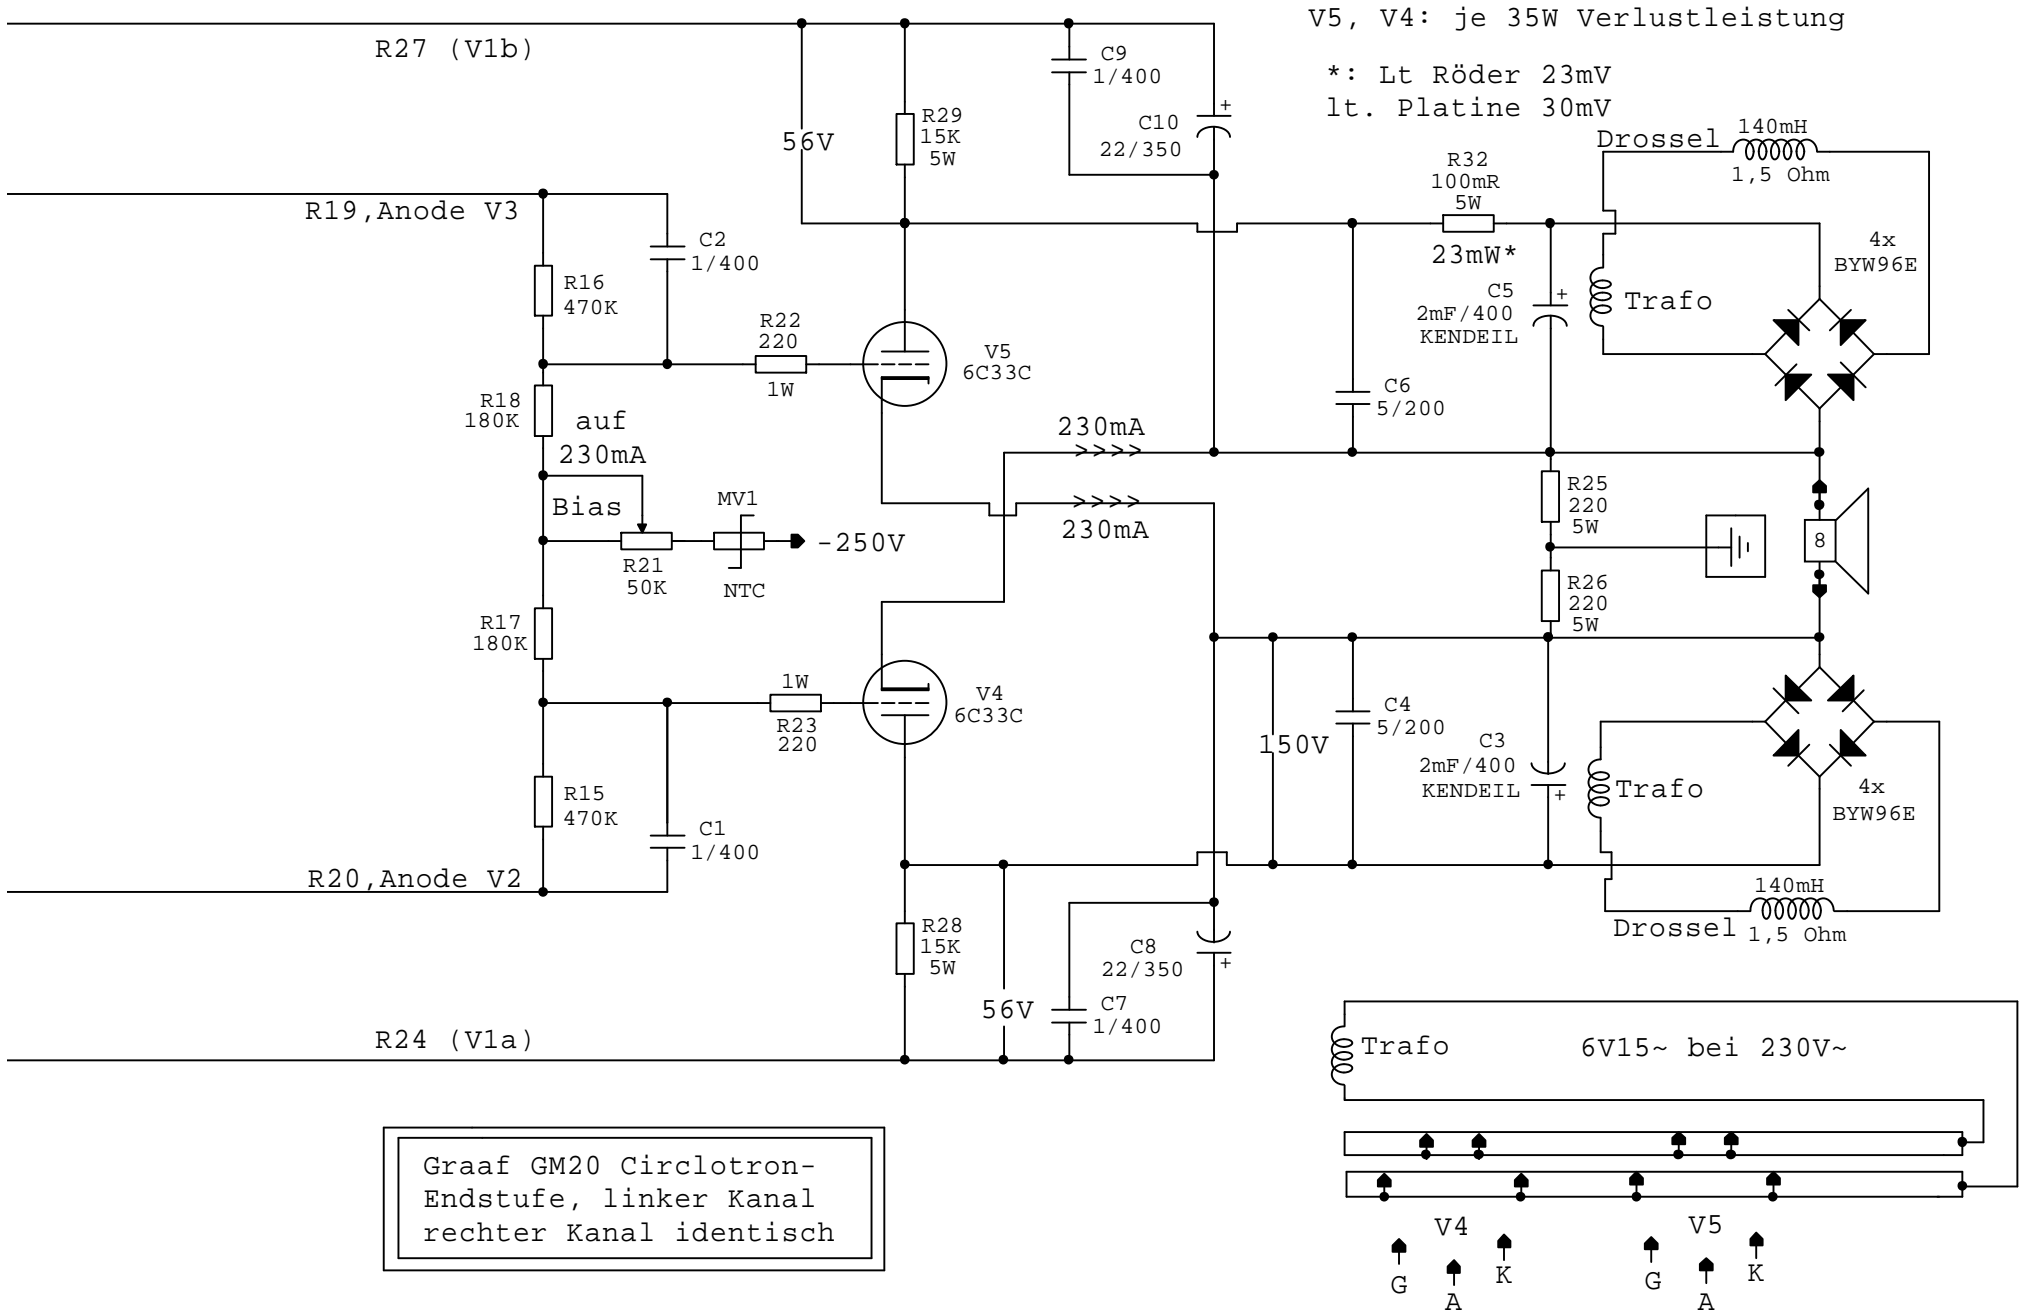 V5, V4: je 35W Verlustleistung
*: Lt Röder 23mV
lt. Platine 30mV
R27 (V1b)
C9
1/400
R29
15K
5W
56V
C10
+
22/350
Drossel
140mH
1,5 Ohm
R32
100mR
5W
23mW*
R19,Anode V3
C2
1/400
R16
470K
4x
BYW96E
C5
+
2mF/400
KENDEIL
Trafo
R22
220
1W
V5
6C33C
R18
180K
auf
230mA
C6
5/200
230mA
>>>>
Bias
MV1
R21
50K
NTC
-250V
>>>>
230mA
R25
220
5W
8
R26
220
5W
R17
180K
1W
R23
220
V4
6C33C
150V
C4
5/200
C3
2mF/400
KENDEIL
+
Trafo
4x
BYW96E
R15
470K
C1
1/400
R20,Anode V2
140mH
Drossel
1,5 Ohm
R28
15K
5W
C8
22/350
+
56V
C7
1/400
R24 (V1a)
Trafo
6V15~ bei 230V~
Graaf GM20 Circlotron-
Endstufe, linker Kanal
rechter Kanal identisch
V4
G
A
K
V5
G
A
K